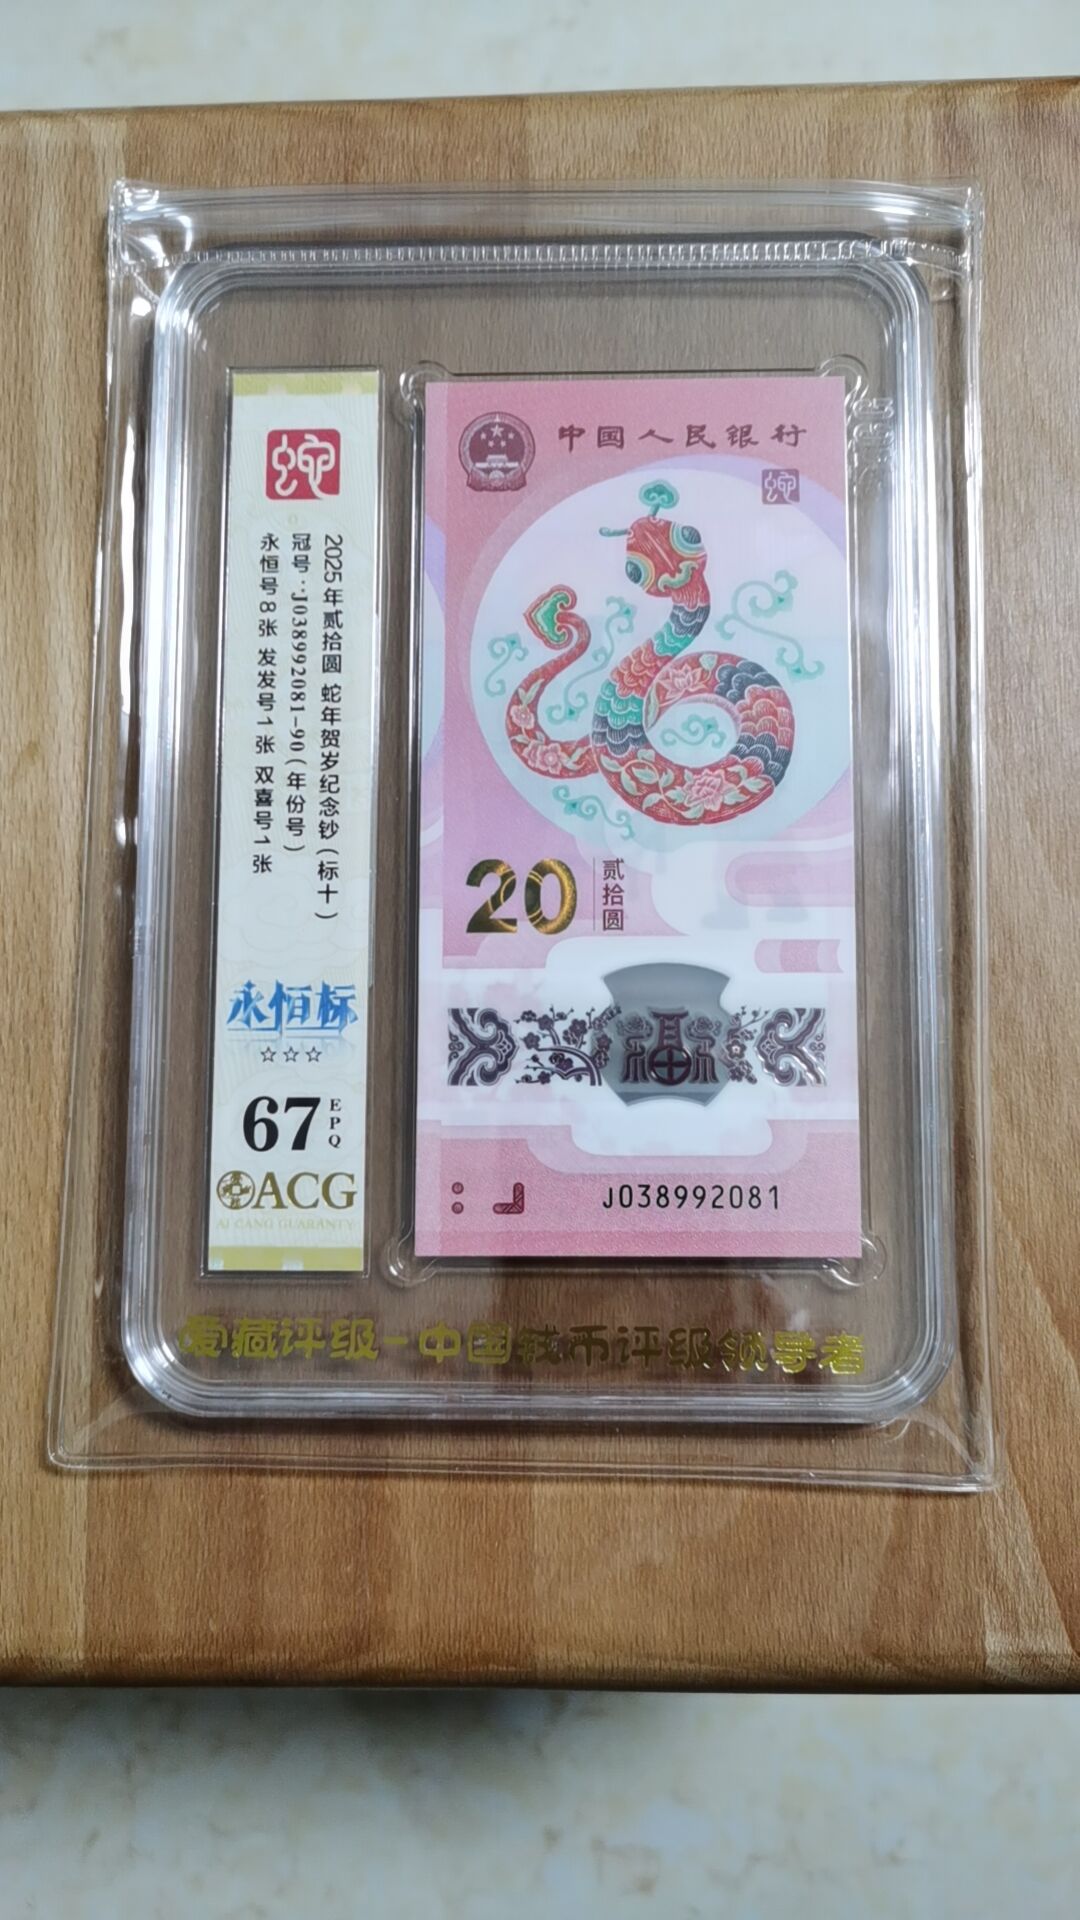 蛇
2025年贰拾圆 蛇年贺岁纪念钞(标十)
冠号:J038992081-90(年份号)
永恒号8张 发发号1张 双喜号1张
永恒标
☆☆☆
67 EPQ
ACG
AI CANG GUARANTY
中国人民银行
蛇
20 贰拾圆
福
J038992081
爱藏评级-中国钱币评级领导者